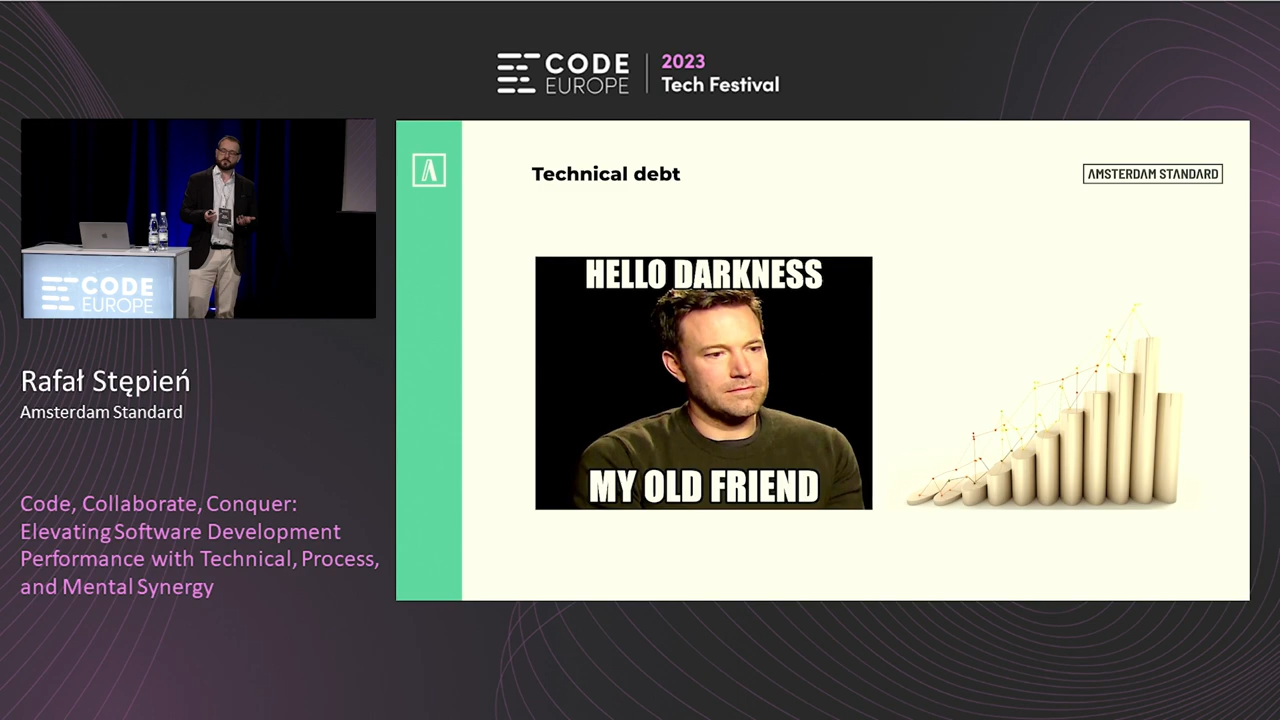 CODE
EUROPE
2023
Tech Festival
CODE
EUROPE
Rafał Stępień
Amsterdam Standard
Code, Collaborate, Conquer:
Elevating Software Development
Performance with Technical, Process,
and Mental Synergy
Technical debt
AMSTERDAM STANDARD
HELLO DARKNESS
MY OLD FRIEND